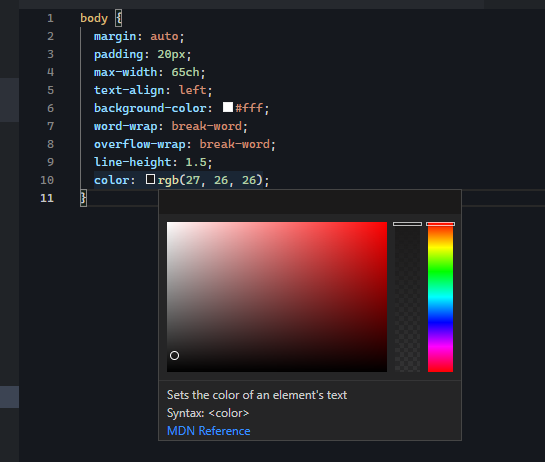 1 body {
2 margin: auto;
3 padding: 20px;
4 max-width: 65ch;
5 text-align: left;
6 background-color: #fff;
7 word-wrap: break-word;
8 overflow-wrap: break-word;
9 line-height: 1.5;
10 color: rgb(27, 26, 26);
11 }
Sets the color of an element's text
Syntax: <color>
MDN Reference